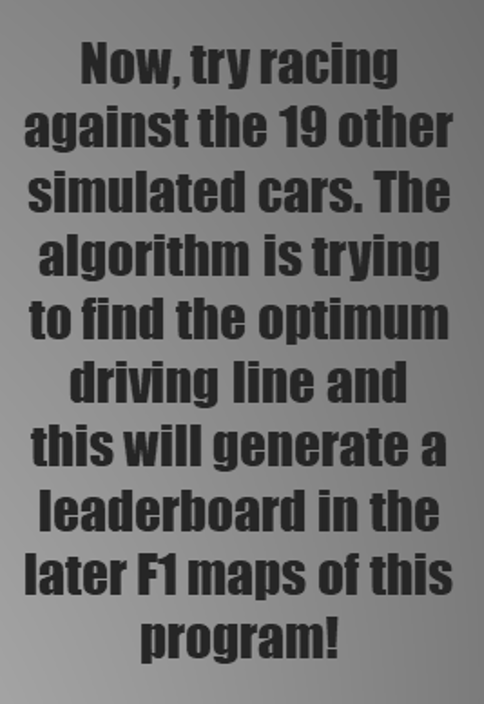 Now, try racing
against the 19 other
simulated cars. The
algorithm is trying
to find the optimum
driving line and
this will generate a
leaderboard in the
later F1 maps of this
program!